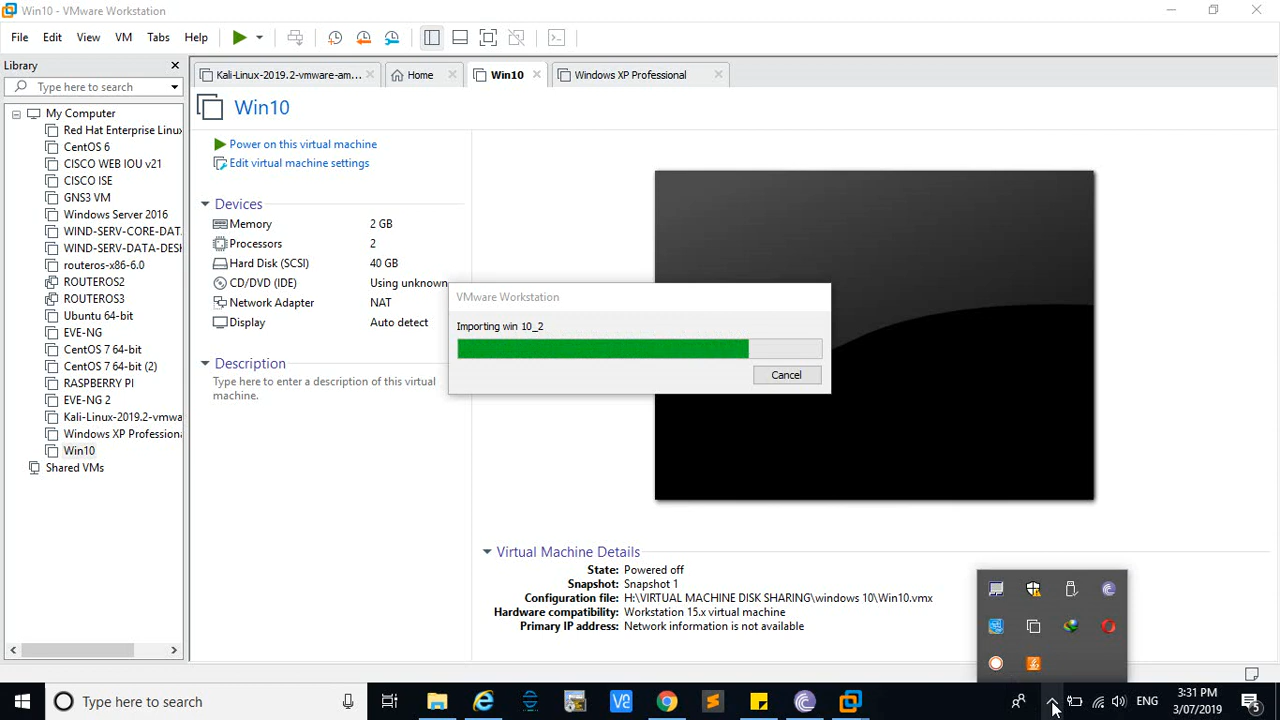 Win10 - VMware Workstation
File Edit View VM Tabs Help
Library
Type here to search
My Computer
Red Hat Enterprise Linux
CentOS 6
CISCO WEB IOU v21
CISCO ISE
GNS3 VM
Windows Server 2016
WIND-SERV-CORE-DAT
WIND-SERV-DATA-DESK
routeros-x86-6.0
ROUTEROS2
ROUTEROS3
Ubuntu 64-bit
EVE-NG
CentOS 7 64-bit
CentOS 7 64-bit (2)
RASPBERRY PI
EVE-NG 2
Kali-Linux-2019.2-vmwa
Windows XP Profession
Win10
Shared VMs
Kali-Linux-2019.2-vmware-am... Home Win10 Windows XP Professional
Win10
Power on this virtual machine
Edit virtual machine settings
Devices
Memory 2 GB
Processors 2
Hard Disk (SCSI) 40 GB
CD/DVD (IDE) Using unknown
Network Adapter NAT
Display Auto detect
Description
Type here to enter a description of this virtual
machine.
VMware Workstation
Importing win 10_2
Cancel
Virtual Machine Details
State: Powered off
Snapshot: Snapshot 1
Configuration file: H:\VIRTUAL MACHINE DISK SHARING\windows 10\Win10.vmx
Hardware compatibility: Workstation 15.x virtual machine
Primary IP address: Network information is not available
Type here to search
ENG
3:31 PM
3/07/2019
5